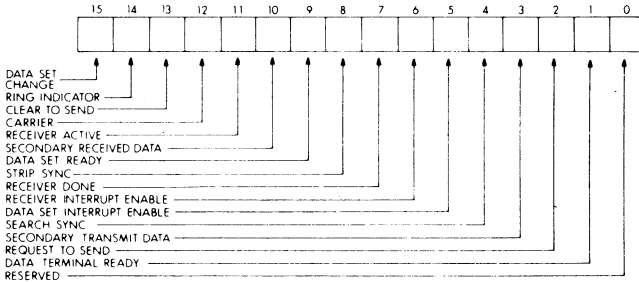 15 14 13 12 11 10 9 8 7 6 5 4 3 2 1 0
DATA SET
CHANGE
RING INDICATOR
CLEAR TO SEND
CARRIER
RECEIVER ACTIVE
SECONDARY RECEIVED DATA
DATA SET READY
STRIP SYNC
RECEIVER DONE
RECEIVER INTERRUPT ENABLE
DATA SET INTERRUPT ENABLE
SEARCH SYNC
SECONDARY TRANSMIT DATA
REQUEST TO SEND
DATA TERMINAL READY
RESERVED